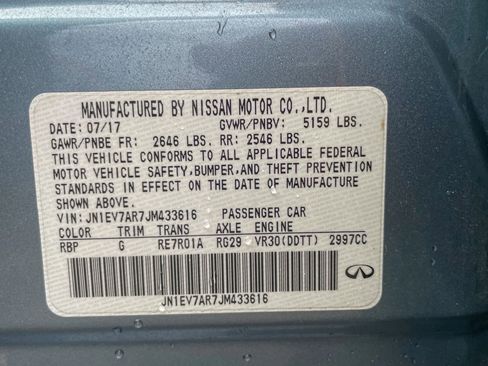 MANUFACTURED BY NISSAN MOTOR CO.,LTD.
DATE: 07/17 GVWR/PNBV: 5159 LBS.
GAWR/PNBE FR: 2646 LBS. RR: 2546 LBS.
THIS VEHICLE CONFORMS TO ALL APPLICABLE FEDERAL
MOTOR VEHICLE SAFETY,BUMPER,AND THEFT PREVENTION
STANDARDS IN EFFECT ON THE DATE OF MANUFACTURE
SHOWN ABOVE.
VIN: JN1EV7AR7JM433616 PASSENGER CAR
COLOR TRIM TRANS AXLE ENGINE
RBP G RE7R01A RG29 VR30(DDTT) 2997CC
JN1EV7AR7JM433616